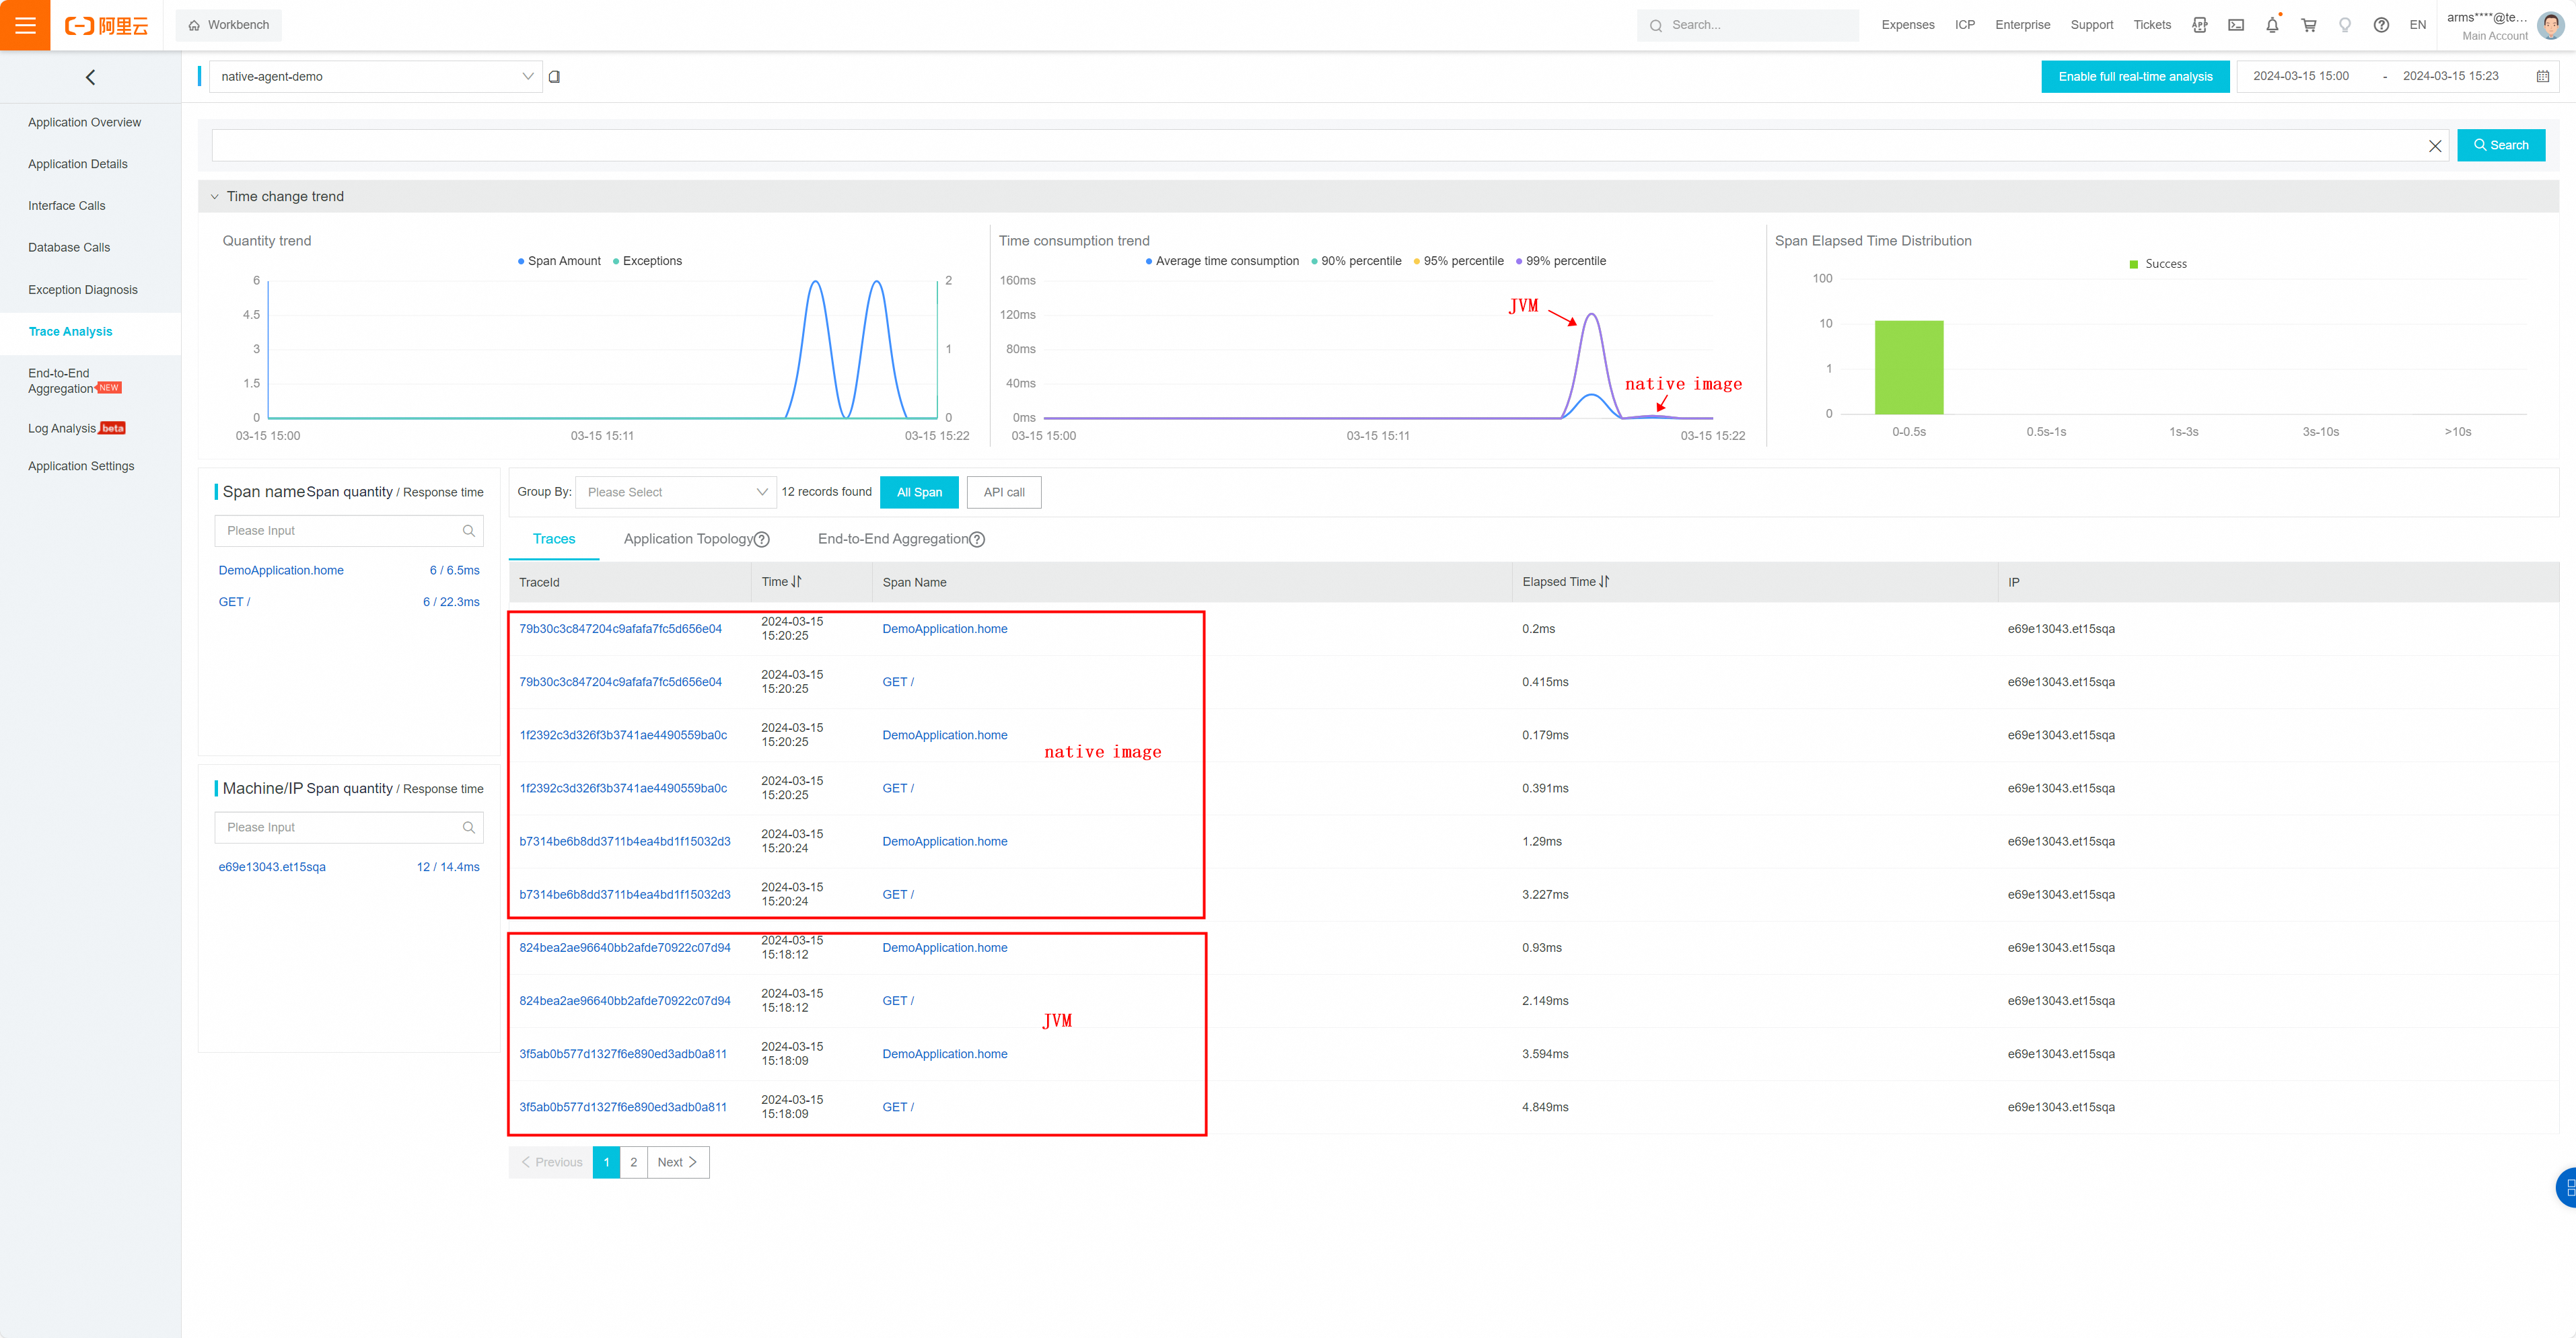 阿里云
Workbench
Search...
Expenses
ICP
Enterprise
Support
Tickets
EN
arms****@te...
Main Account
native-agent-demo
Enable full real-time analysis
2024-03-15 15:00 - 2024-03-15 15:23
Application Overview
Application Details
Interface Calls
Database Calls
Exception Diagnosis
Trace Analysis
End-to-End
Aggregation NEW
Log Analysis beta
Application Settings
Search
Time change trend
Quantity trend
Span Amount Exceptions
6
4.5
3
1.5
0
2
1
0
03-15 15:00 03-15 15:11 03-15 15:22
Time consumption trend
Average time consumption 90% percentile 95% percentile 99% percentile
160ms
120ms
80ms
40ms
0ms
JVM
native image
03-15 15:00 03-15 15:11 03-15 15:22
Span Elapsed Time Distribution
Success
100
10
1
0
0-0.5s 0.5s-1s 1s-3s 3s-10s >10s
Span name Span quantity / Response time
Please Input
DemoApplication.home 6 / 6.5ms
GET / 6 / 22.3ms
Machine/IP Span quantity / Response time
Please Input
e69e13043.et15sqa 12 / 14.4ms
Group By: Please Select 12 records found All Span API call
Traces Application Topology End-to-End Aggregation
TraceId Time Span Name Elapsed Time IP
79b30c3c847204c9afafa7fc5d656e04 2024-03-15 15:20:25 DemoApplication.home 0.2ms e69e13043.et15sqa
79b30c3c847204c9afafa7fc5d656e04 2024-03-15 15:20:25 GET / 0.415ms e69e13043.et15sqa
1f2392c3d326f3b3741ae4490559ba0c 2024-03-15 15:20:25 DemoApplication.home 0.179ms e69e13043.et15sqa
native image
1f2392c3d326f3b3741ae4490559ba0c 2024-03-15 15:20:25 GET / 0.391ms e69e13043.et15sqa
b7314be6b8dd3711b4ea4bd1f15032d3 2024-03-15 15:20:24 DemoApplication.home 1.29ms e69e13043.et15sqa
b7314be6b8dd3711b4ea4bd1f15032d3 2024-03-15 15:20:24 GET / 3.227ms e69e13043.et15sqa
824bea2ae96640bb2afde70922c07d94 2024-03-15 15:18:12 DemoApplication.home 0.93ms e69e13043.et15sqa
824bea2ae96640bb2afde70922c07d94 2024-03-15 15:18:12 GET / 2.149ms e69e13043.et15sqa
JVM
3f5ab0b577d1327f6e890ed3adb0a811 2024-03-15 15:18:09 DemoApplication.home 3.594ms e69e13043.et15sqa
3f5ab0b577d1327f6e890ed3adb0a811 2024-03-15 15:18:09 GET / 4.849ms e69e13043.et15sqa
Previous 1 2 Next